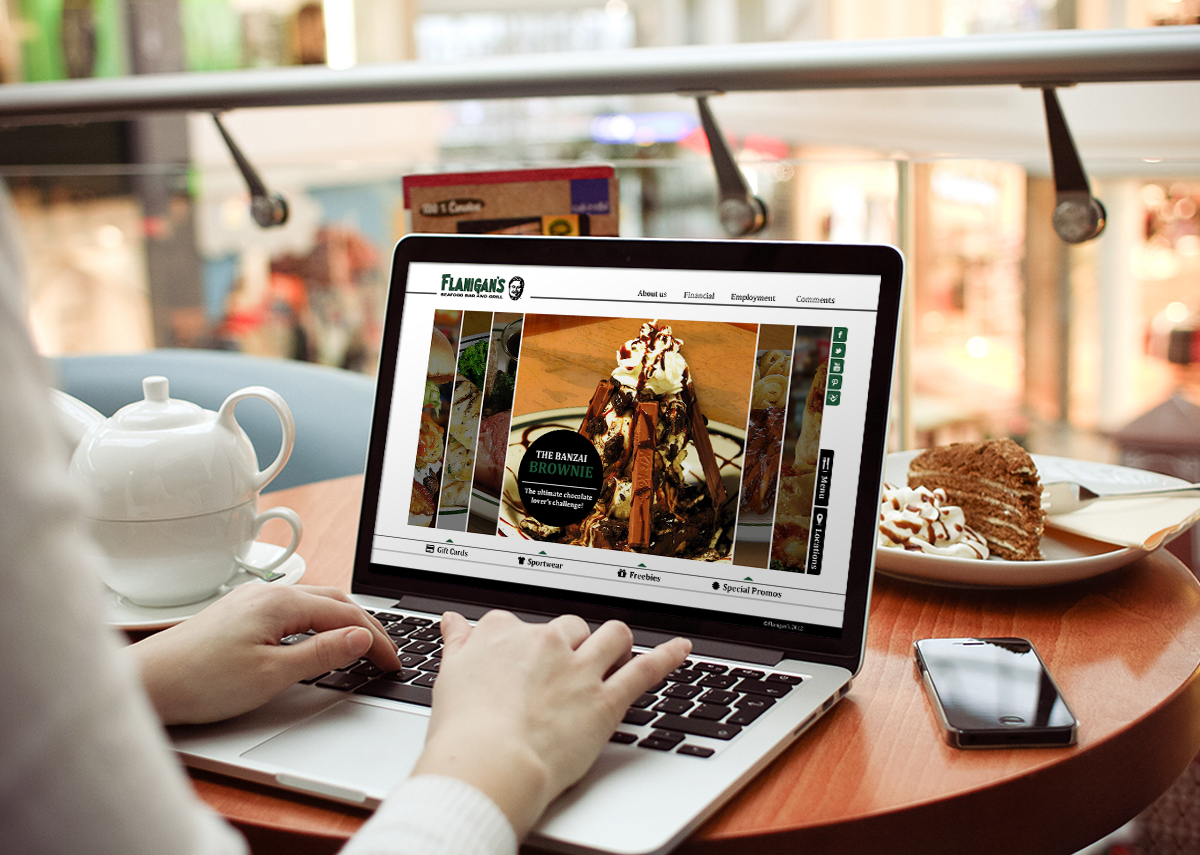 FLANIGAN'S
SEAFOOD BAR AND GRILL
About us
Financial
Employment
Comments
THE BANZAI
BROWNIE
The ultimate chocolate
lover's challenge!
Menu
Locations
Gift Cards
Sportwear
Freebies
Special Promos
©Flanigan's 2012